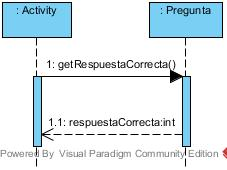 : Activity
: Pregunta
1: getRespuestaCorrecta()
1.1: respuestaCorrecta:int
Powered By Visual Paradigm Community Edition